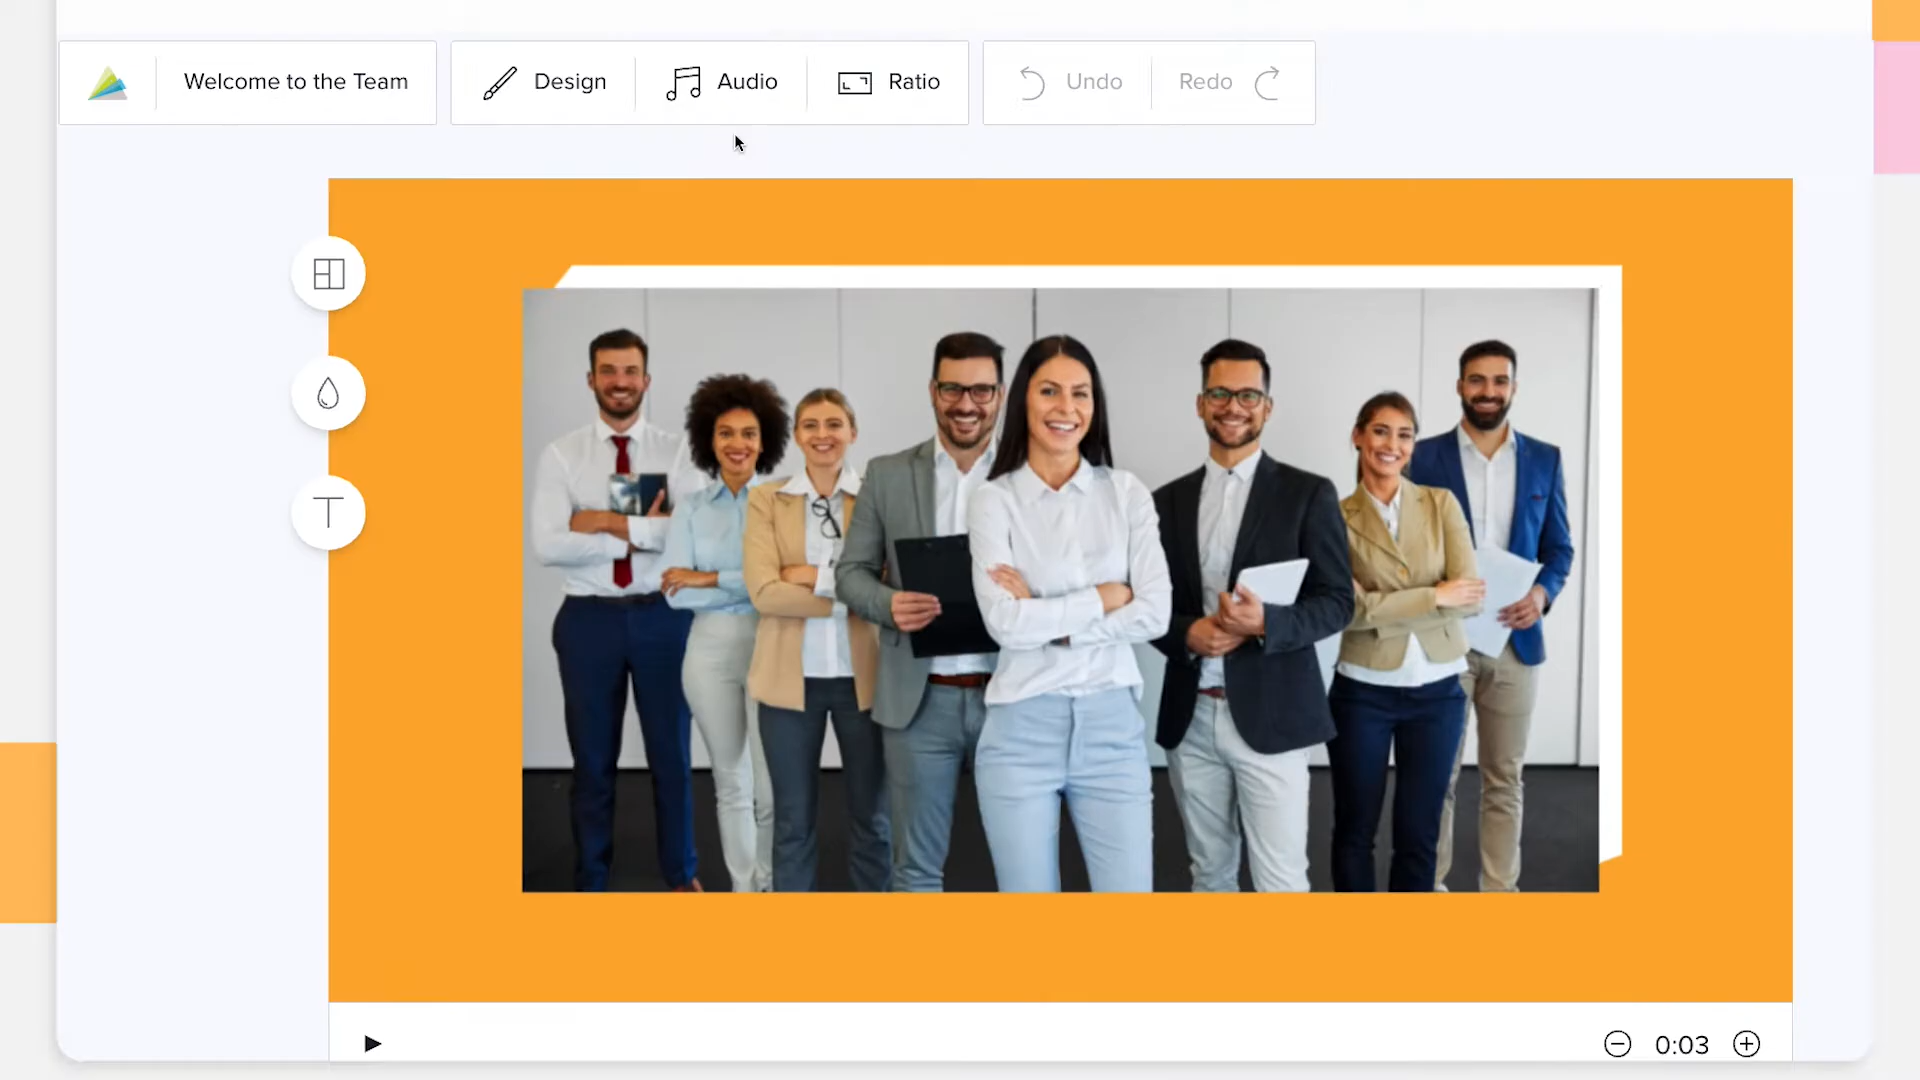 Welcome to the Team
Design
Audio
Ratio
Undo
Redo
T
0:03